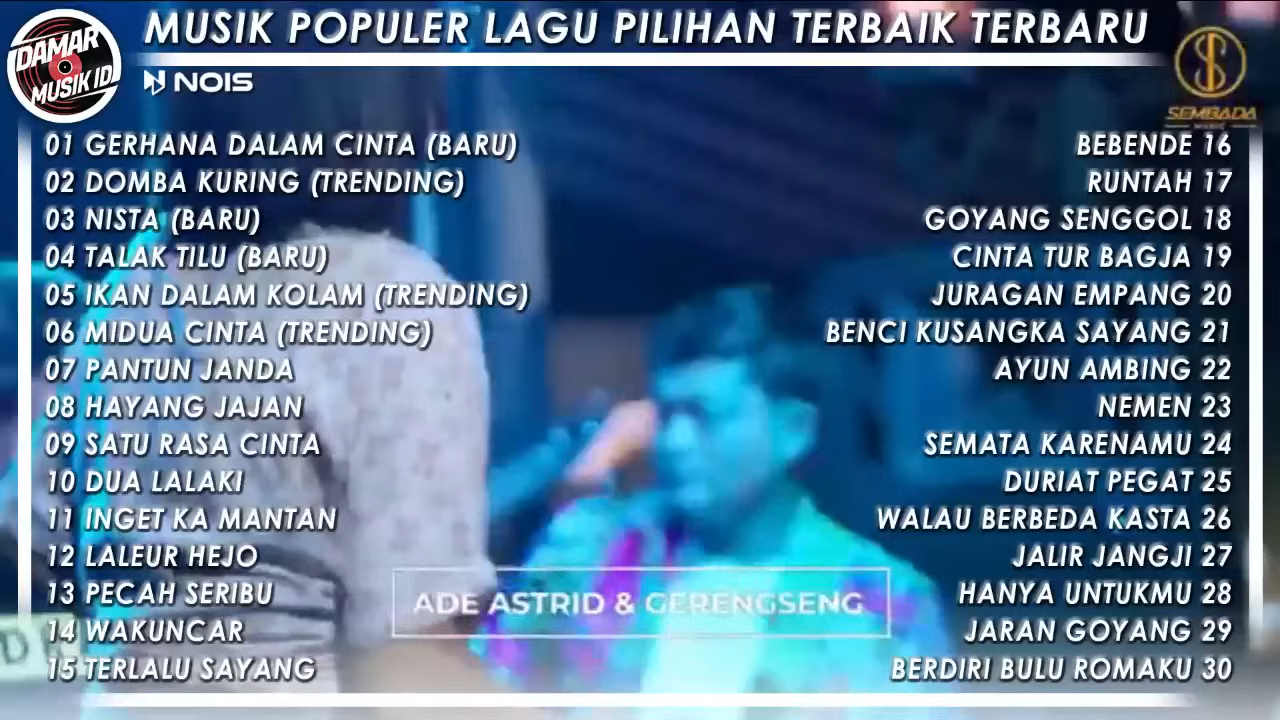 DAMAR
MUSIK ID
MUSIK POPULER LAGU PILIHAN TERBAIK TERBARU
NOIS
SEMBADA
MUSIC
01 GERHANA DALAM CINTA (BARU)
02 DOMBA KURING (TRENDING)
03 NISTA (BARU)
04 TALAK TILU (BARU)
05 IKAN DALAM KOLAM (TRENDING)
06 MIDUA CINTA (TRENDING)
07 PANTUN JANDA
08 HAYANG JAJAN
09 SATU RASA CINTA
10 DUA LALAKI
11 INGET KA MANTAN
12 LALEUR HEJO
13 PECAH SERIBU
14 WAKUNCAR
15 TERLALU SAYANG
BEBENDE 16
RUNTAH 17
GOYANG SENGGOL 18
CINTA TUR BAGJA 19
JURAGAN EMPANG 20
BENCI KUSANGKA SAYANG 21
AYUN AMBING 22
NEMEN 23
SEMATA KARENAMU 24
DURIAT PEGAT 25
WALAU BERBEDA KASTA 26
JALIR JANGJI 27
HANYA UNTUKMU 28
JARAN GOYANG 29
BERDIRI BULU ROMAKU 30
ADE ASTRID & GERENGSENG